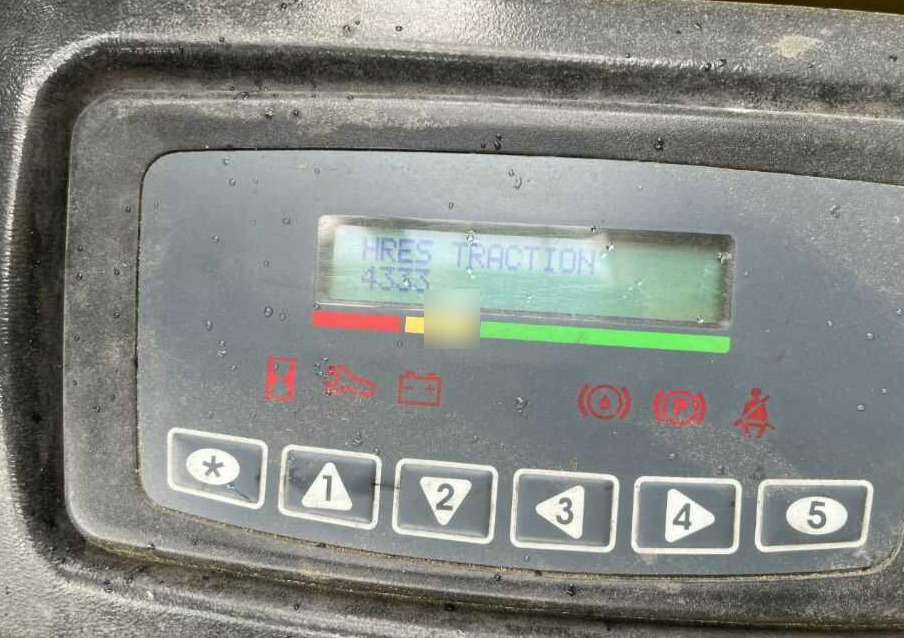 HRES TRACTION
4333
- +
P
* 1 2 3 4 5